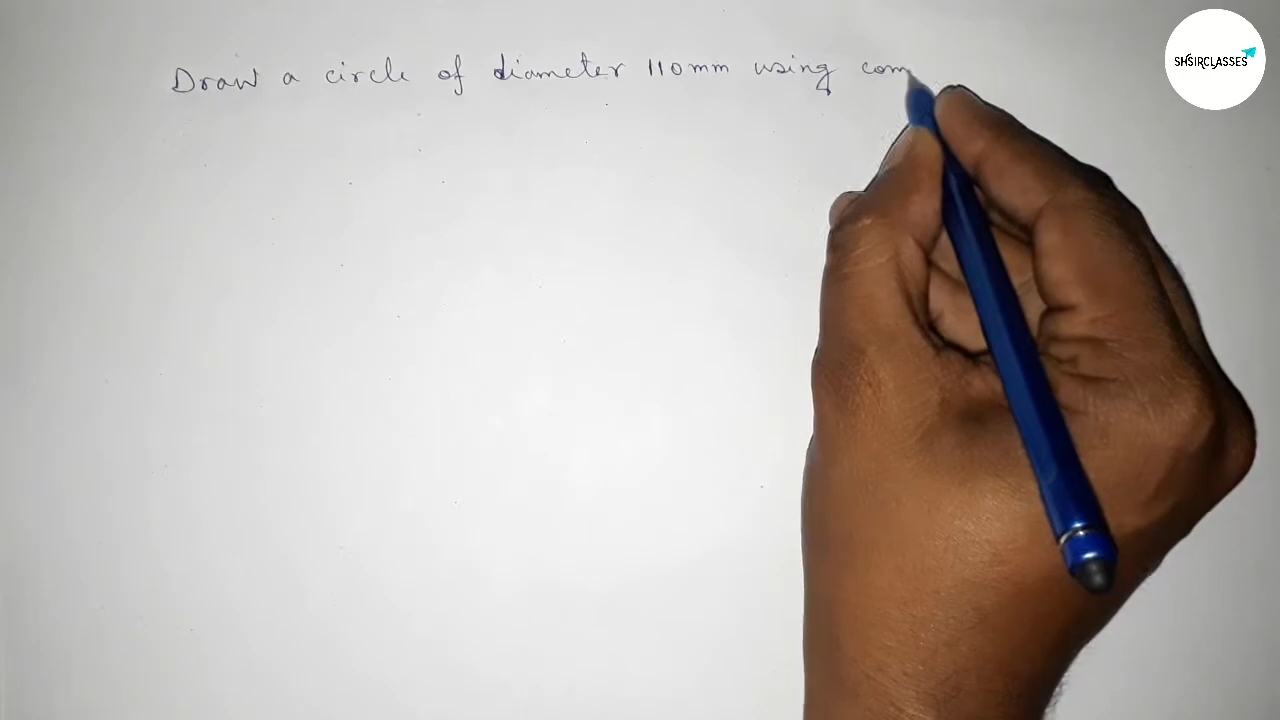 Draw a circle of diameter 110mm using com
SHSIRCLASSES